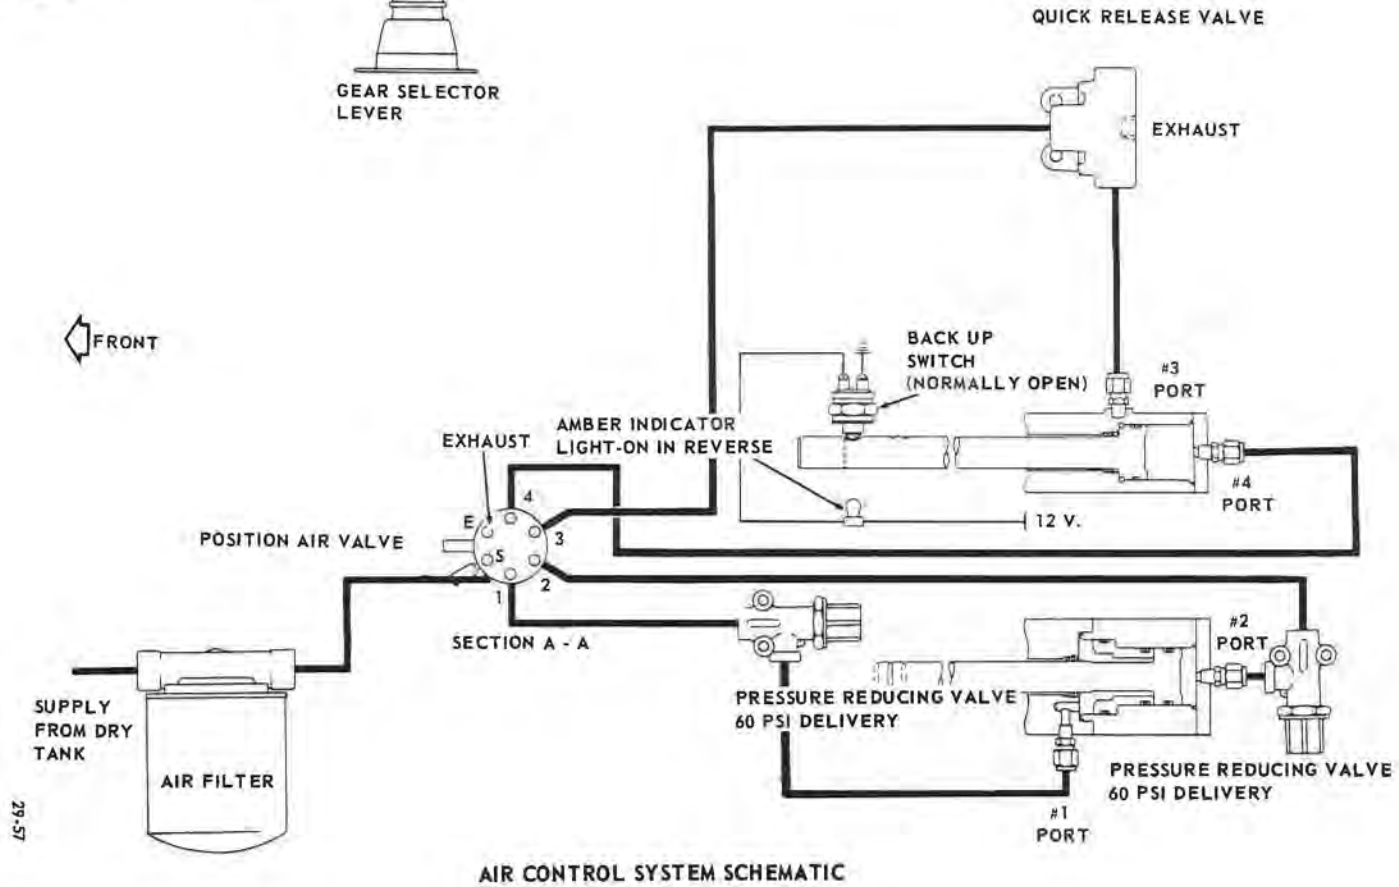 QUICK RELEASE VALVE
GEAR SELECTOR
LEVER
EXHAUST
FRONT
BACK UP
SWITCH
(NORMALLY OPEN)
#3
PORT
AMBER INDICATOR
LIGHT-ON IN REVERSE
EXHAUST
4
E
3
#4
PORT
12 V.
POSITION AIR VALVE
S
2
1
SECTION A - A
#2
PORT
SUPPLY
FROM DRY
TANK
PRESSURE REDUCING VALVE
60 PSI DELIVERY
AIR FILTER
PRESSURE REDUCING VALVE
60 PSI DELIVERY
#1
PORT
29-57
AIR CONTROL SYSTEM SCHEMATIC